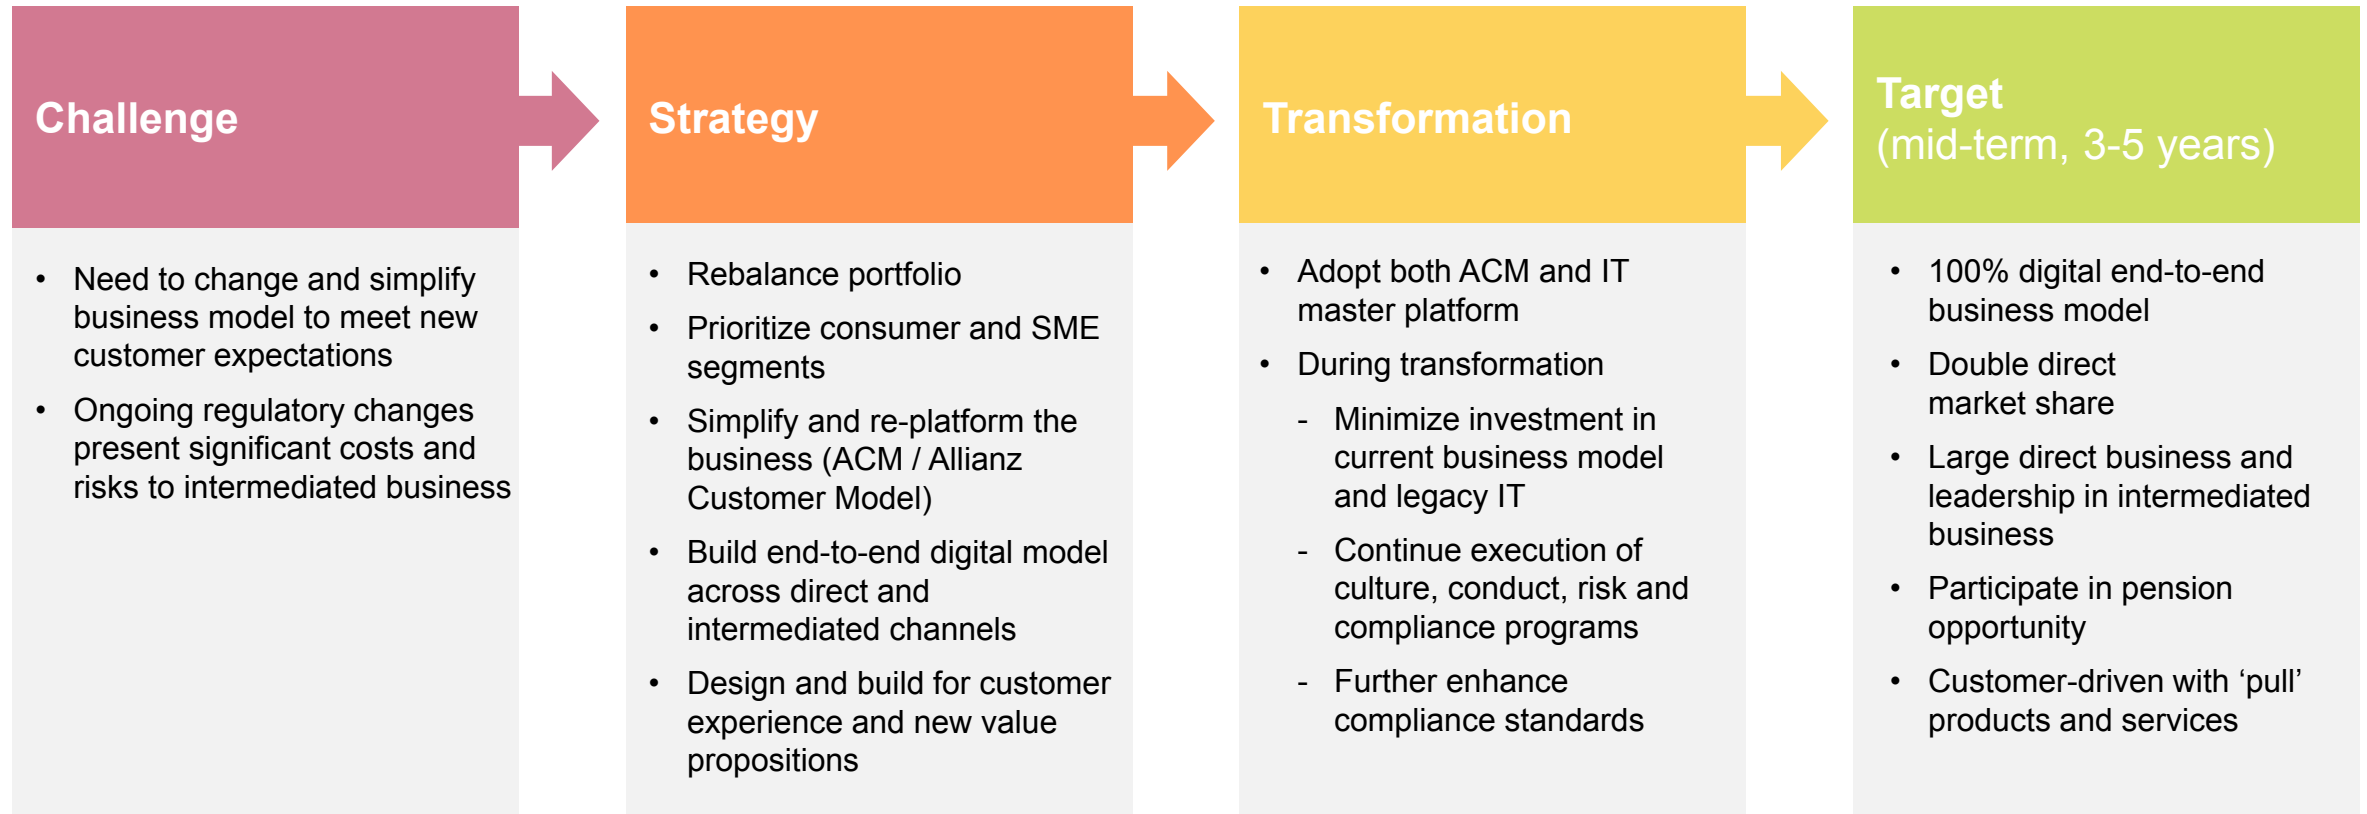 Challenge
• Need to change and simplify
business model to meet new
customer expectations
• Ongoing regulatory changes
present significant costs and
risks to intermediated business
Strategy
• Rebalance portfolio
• Prioritize consumer and SME
segments
• Simplify and re-platform the
business (ACM / Allianz
Customer Model)
• Build end-to-end digital model
across direct and
intermediated channels
• Design and build for customer
experience and new value
propositions
Transformation
• Adopt both ACM and IT
master platform
• During transformation
- Minimize investment in
current business model
and legacy IT
- Continue execution of
culture, conduct, risk and
compliance programs
- Further enhance
compliance standards
Target
(mid-term, 3-5 years)
• 100% digital end-to-end
business model
• Double direct
market share
• Large direct business and
leadership in intermediated
business
• Participate in pension
opportunity
• Customer-driven with ‘pull’
products and services